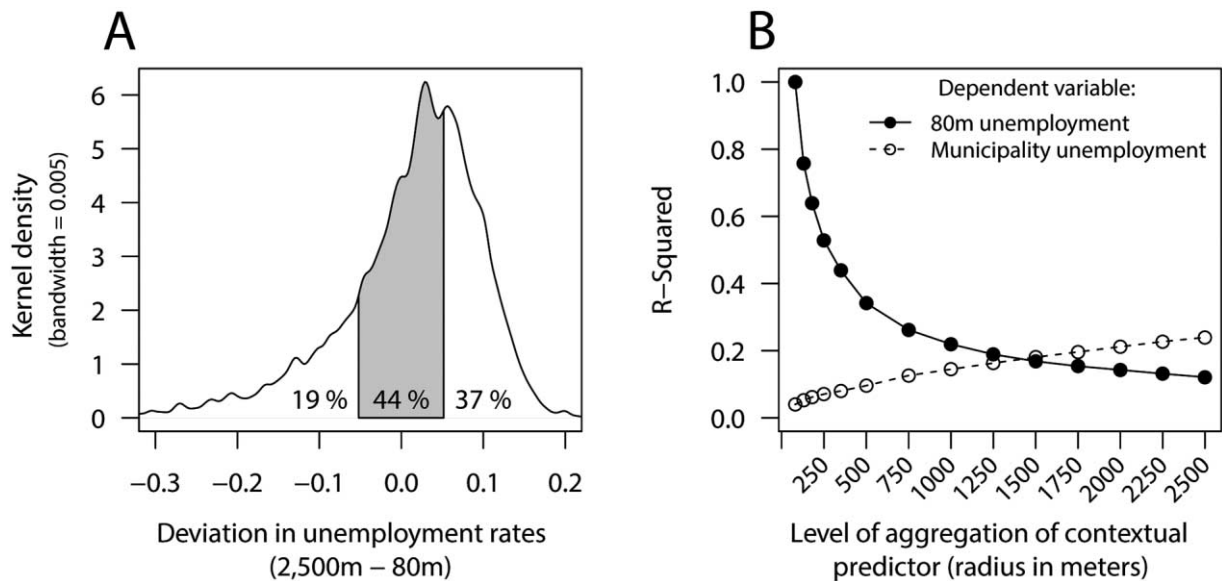 A
Kernel density
(bandwidth = 0.005)
6
5
4
3
2
1
0
19 %
44 %
37 %
−0.3
−0.2
−0.1
0.0
0.1
0.2
Deviation in unemployment rates
(2,500m − 80m)
B
R−Squared
1.0
0.8
0.6
0.4
0.2
0.0
Dependent variable:
80m unemployment
Municipality unemployment
250
500
750
1000
1250
1500
1750
2000
2250
2500
Level of aggregation of contextual
predictor (radius in meters)